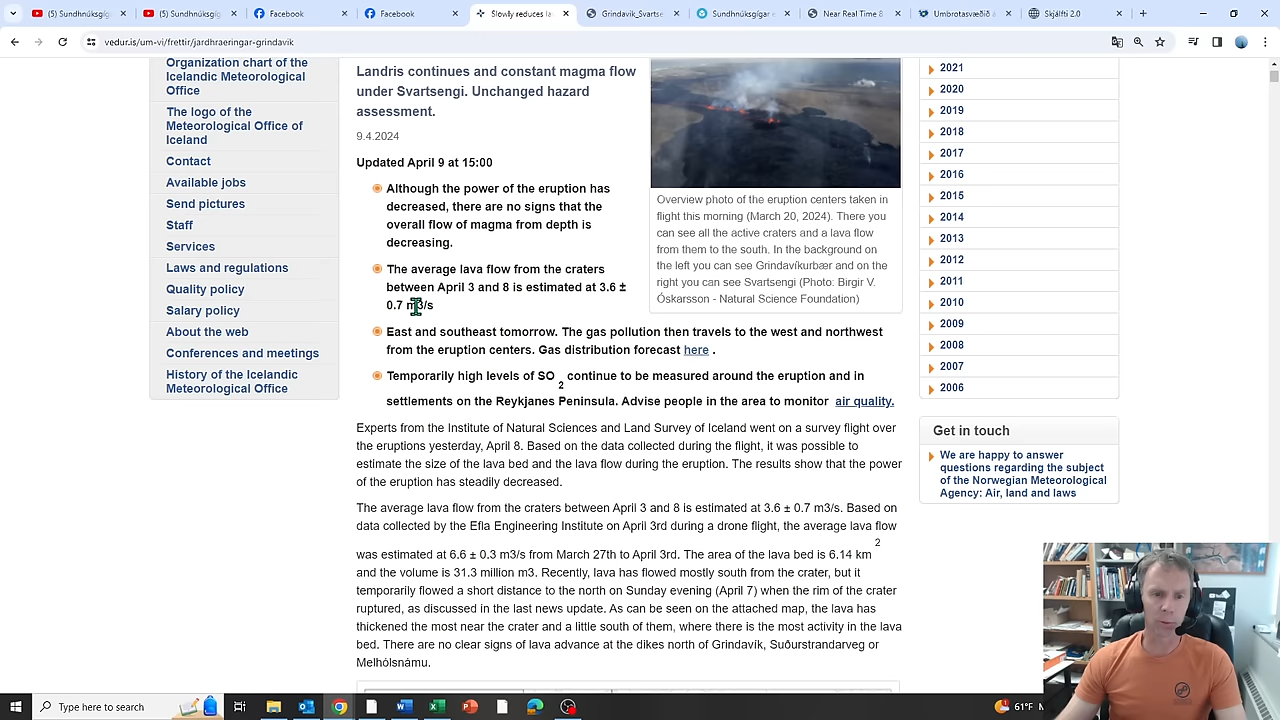 (5) Sundhnúksgíg
(5) Sundhnúksgíg
Facebook
Facebook
Slowly reduces la
Grindavik_Svartse
Sundhnúksgígar e
Near Real Time 8
Umbrotasvæðið á
Skjálfti 2.0
vedur.is/um-vi/frettir/jardhraeringar-grindavik
Organization chart of the
Icelandic Meteorological
Office
The logo of the
Meteorological Office of
Iceland
Contact
Available jobs
Send pictures
Staff
Services
Laws and regulations
Quality policy
Salary policy
About the web
Conferences and meetings
History of the Icelandic
Meteorological Office
Landris continues and constant magma flow
under Svartsengi. Unchanged hazard
assessment.
9.4.2024
Updated April 9 at 15:00
Although the power of the eruption has
decreased, there are no signs that the
overall flow of magma from depth is
decreasing.
The average lava flow from the craters
between April 3 and 8 is estimated at 3.6 ±
0.7 m3/s
East and southeast tomorrow. The gas pollution then travels to the west and northwest
from the eruption centers. Gas distribution forecast here .
Temporarily high levels of SO 2 continue to be measured around the eruption and in
settlements on the Reykjanes Peninsula. Advise people in the area to monitor air quality.
Overview photo of the eruption centers taken in
flight this morning (March 20, 2024). There you
can see all the active craters and a lava flow
from them to the south. In the background on
the left you can see Grindavíkurbær and on the
right you can see Svartsengi (Photo: Birgir V.
Óskarsson - Natural Science Foundation)
Experts from the Institute of Natural Sciences and Land Survey of Iceland went on a survey flight over
the eruptions yesterday, April 8. Based on the data collected during the flight, it was possible to
estimate the size of the lava bed and the lava flow during the eruption. The results show that the power
of the eruption has steadily decreased.
The average lava flow from the craters between April 3 and 8 is estimated at 3.6 ± 0.7 m3/s. Based on
data collected by the Efla Engineering Institute on April 3rd during a drone flight, the average lava flow
was estimated at 6.6 ± 0.3 m3/s from March 27th to April 3rd. The area of the lava bed is 6.14 km 2
and the volume is 31.3 million m3. Recently, lava has flowed mostly south from the crater, but it
temporarily flowed a short distance to the north on Sunday evening (April 7) when the rim of the crater
ruptured, as discussed in the last news update. As can be seen on the attached map, the lava has
thickened the most near the crater and a little south of them, where there is the most activity in the lava
bed. There are no clear signs of lava advance at the dikes north of Grindavík, Suðurstrandarveg or
Melhólsnámu.
2021
2020
2019
2018
2017
2016
2015
2014
2013
2012
2011
2010
2009
2008
2007
2006
Get in touch
We are happy to answer
questions regarding the subject
of the Norwegian Meteorological
Agency: Air, land and laws
Type here to search
61°F